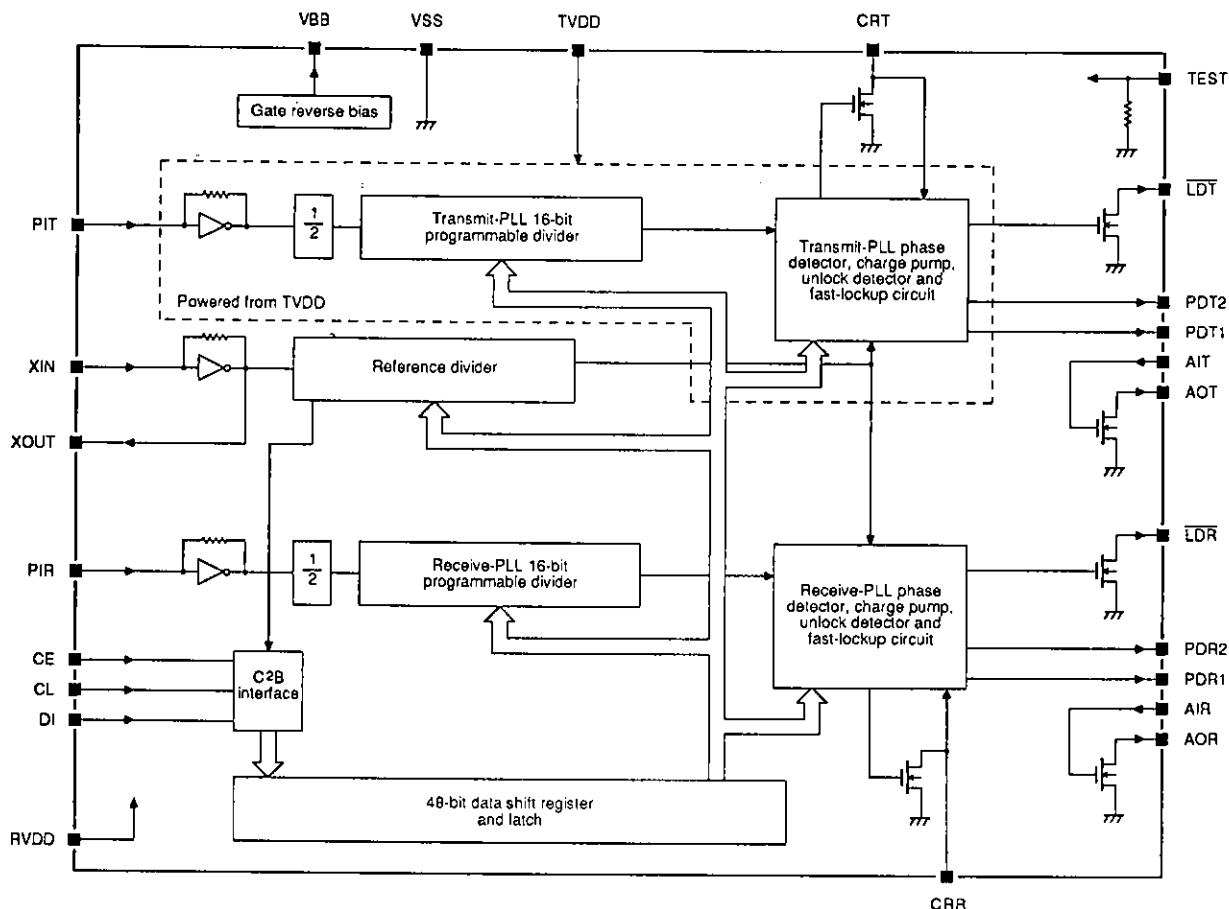 VBB
VSS
TVDD
CRT
TEST
Gate reverse bias
LDT
PIT
1
2
Transmit-PLL 16-bit
programmable divider
Transmit-PLL phase
detector, charge pump,
unlock detector and
fast-lockup circuit
Powered from TVDD
PDT2
PDT1
XIN
Reference divider
AIT
AOT
XOUT
LDR
PIR
1
2
Receive-PLL 16-bit
programmable divider
Receive-PLL phase
detector, charge pump,
unlock detector and
fast-lockup circuit
CE
CL
DI
C2B
interface
PDR2
PDR1
AIR
AOR
48-bit data shift register
and latch
RVDD
CRR